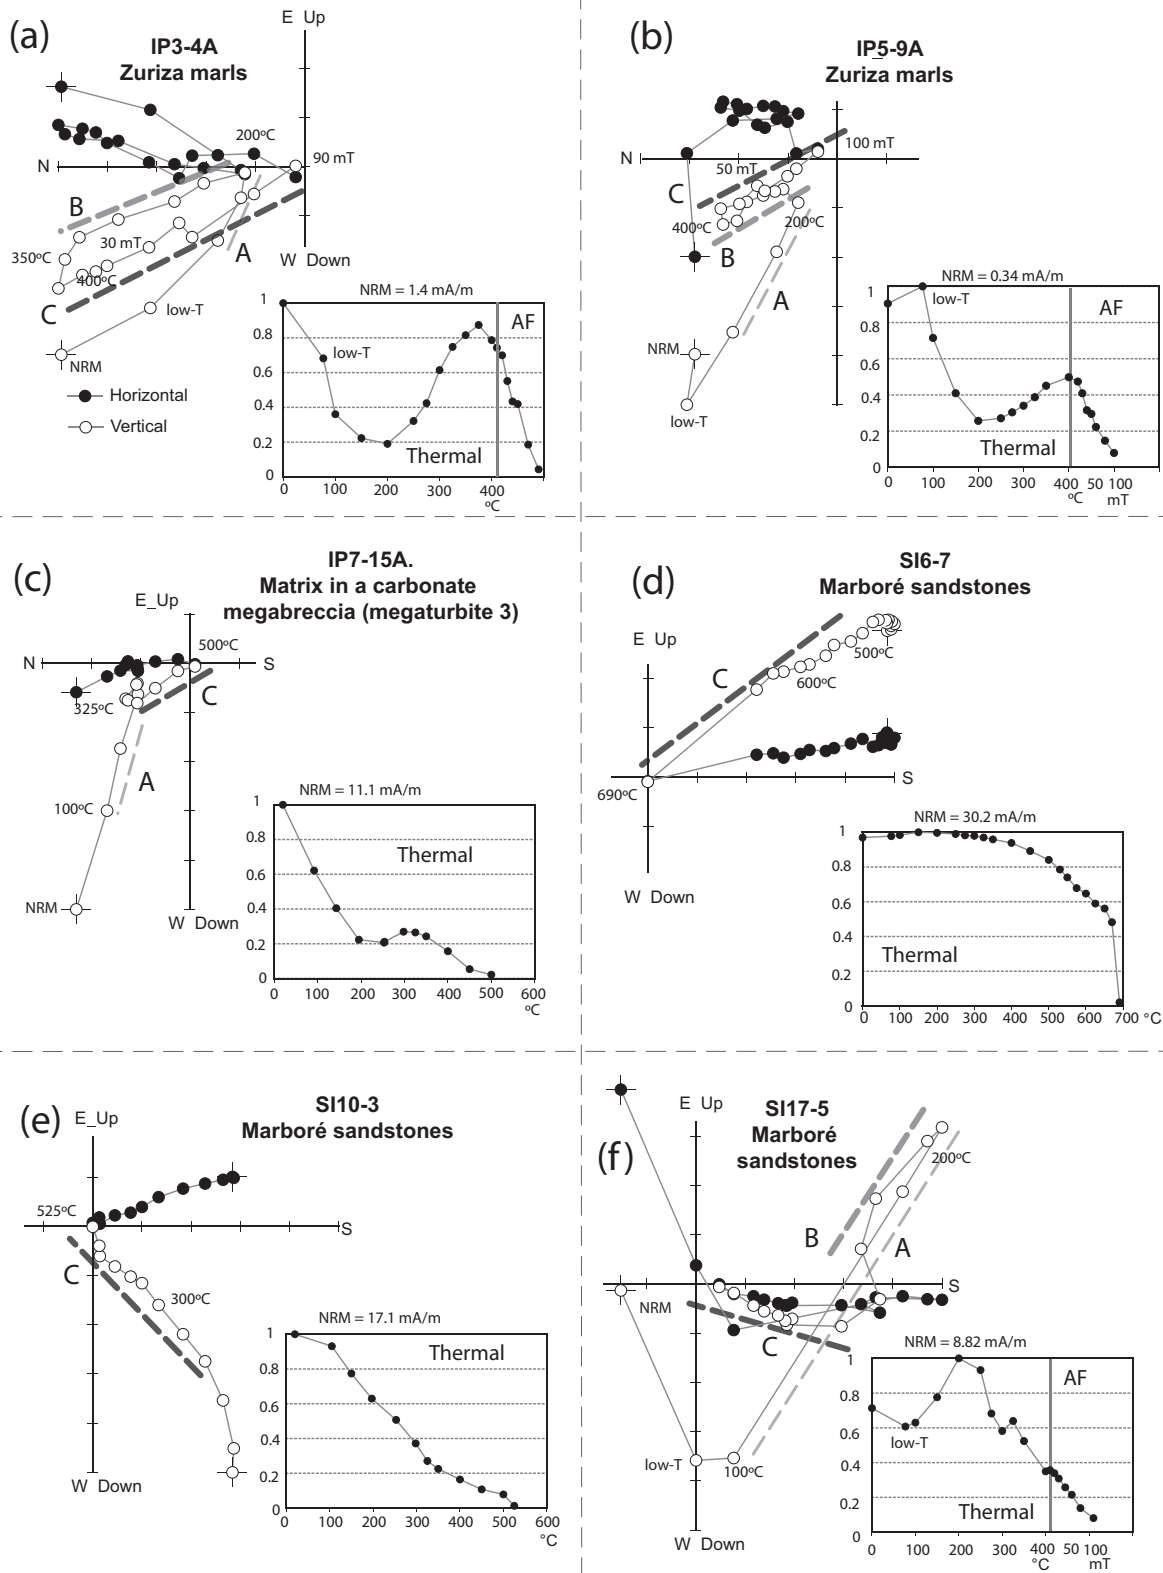 (a)
IP3-4A
Zuriza marls
E Up
N
200ºC
90 mT
B
30 mT
350ºC
400ºC
A
W Down
C
low-T
NRM
Horizontal
Vertical
NRM = 1.4 mA/m
1
0.8
0.6
0.4
0.2
0
low-T
AF
Thermal
0 100 200 300 400
ºC
(b)
IP5-9A
Zuriza marls
N
100 mT
50 mT
C
400ºC
200ºC
B
A
NRM
low-T
NRM = 0.34 mA/m
1
0.8
0.6
0.4
0.2
0
low-T
AF
Thermal
0 100 200 300 400 50 100
ºC mT
(c)
IP7-15A.
Matrix in a carbonate
megabreccia (megaturbite 3)
E_Up
500ºC
N
S
325ºC
C
A
100ºC
NRM
W Down
NRM = 11.1 mA/m
1
0.8
0.6
0.4
0.2
0
Thermal
0 100 200 300 400 500 600
ºC
(d)
SI6-7
Marboré sandstones
E Up
500ºC
C
600ºC
S
690ºC
W Down
NRM = 30.2 mA/m
1
0.8
0.6
0.4
0.2
0
Thermal
0 100 200 300 400 500 600 700 °C
(e)
SI10-3
Marboré sandstones
E_Up
525ºC
S
C
300ºC
W Down
NRM = 17.1 mA/m
1
0.8
0.6
0.4
0.2
0
Thermal
0 100 200 300 400 500 600
°C
(f)
SI17-5
Marboré
sandstones
E Up
200ºC
B
A
S
NRM
C
low-T
100ºC
W Down
NRM = 8.82 mA/m
1
0.8
0.6
0.4
0.2
0
AF
low-T
Thermal
0 100 200 300 400 50 100
°C mT